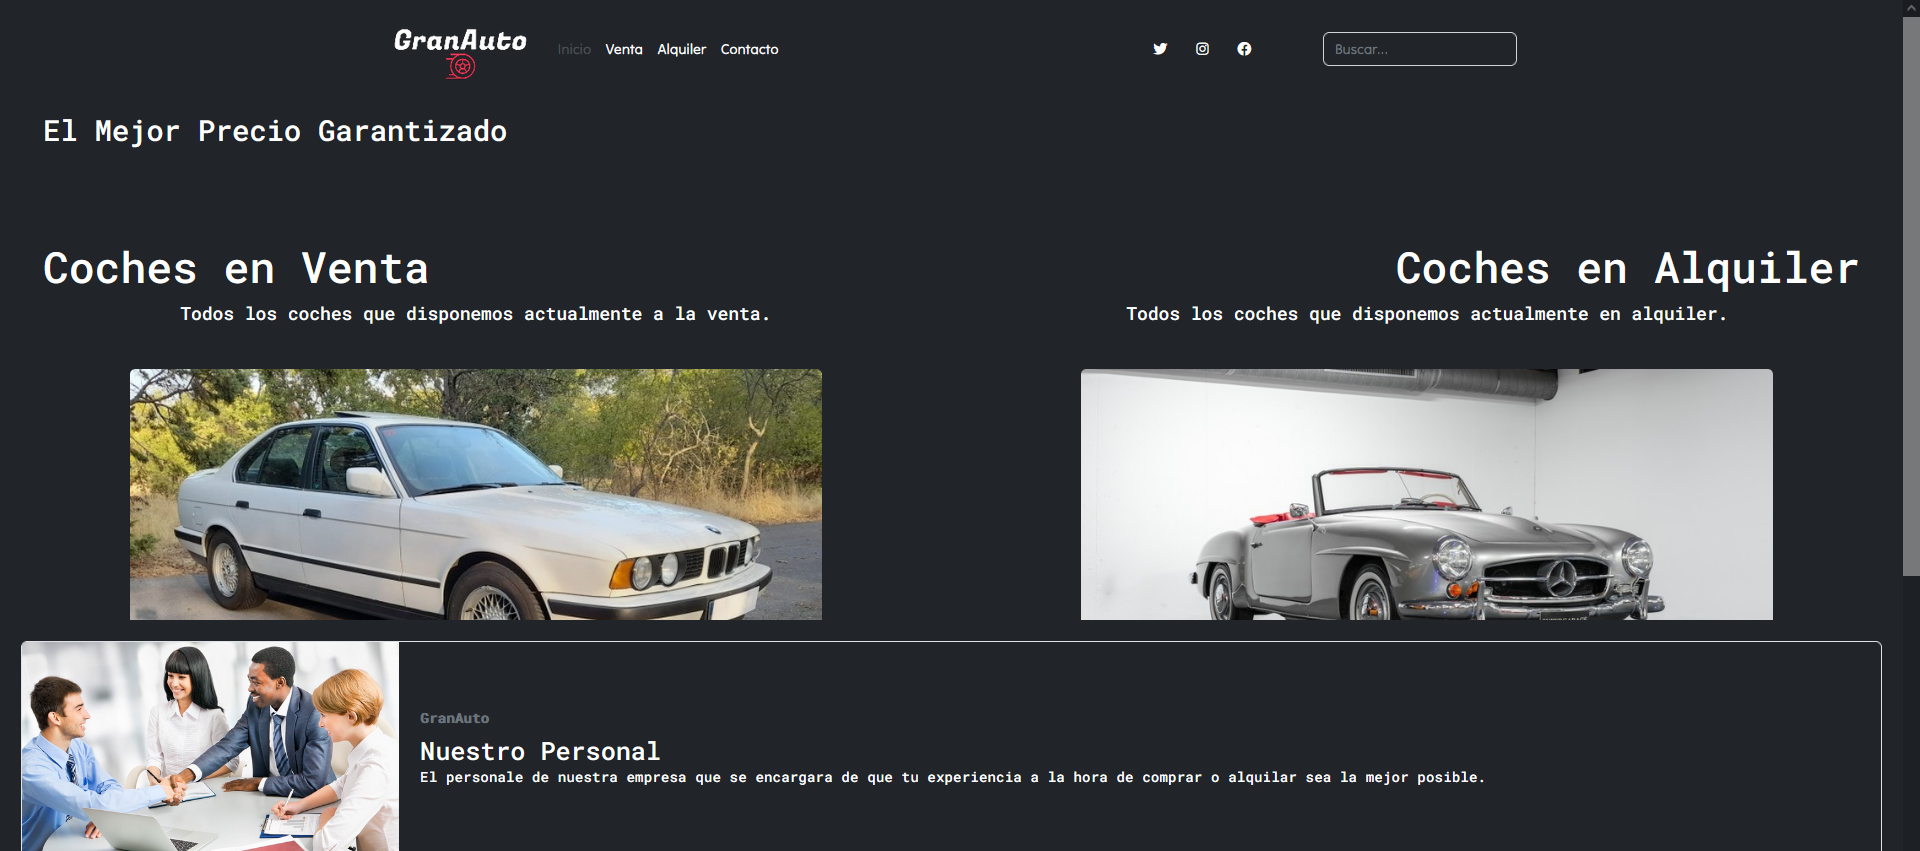 GranAuto
Inicio Venta Alquiler Contacto
Buscar...
El Mejor Precio Garantizado
Coches en Venta
Todos los coches que disponemos actualmente a la venta.
Coches en Alquiler
Todos los coches que disponemos actualmente en alquiler.
GranAuto
Nuestro Personal
El personale de nuestra empresa que se encargara de que tu experiencia a la hora de comprar o alquilar sea la mejor posible.